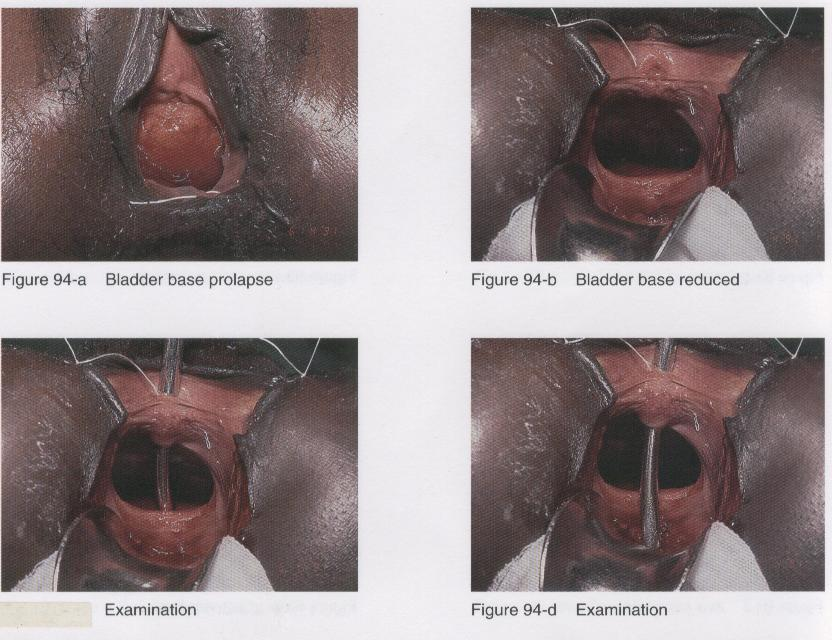 Figure 94-a Bladder base prolapse
Figure 94-b Bladder base reduced
Examination
Figure 94-d Examination